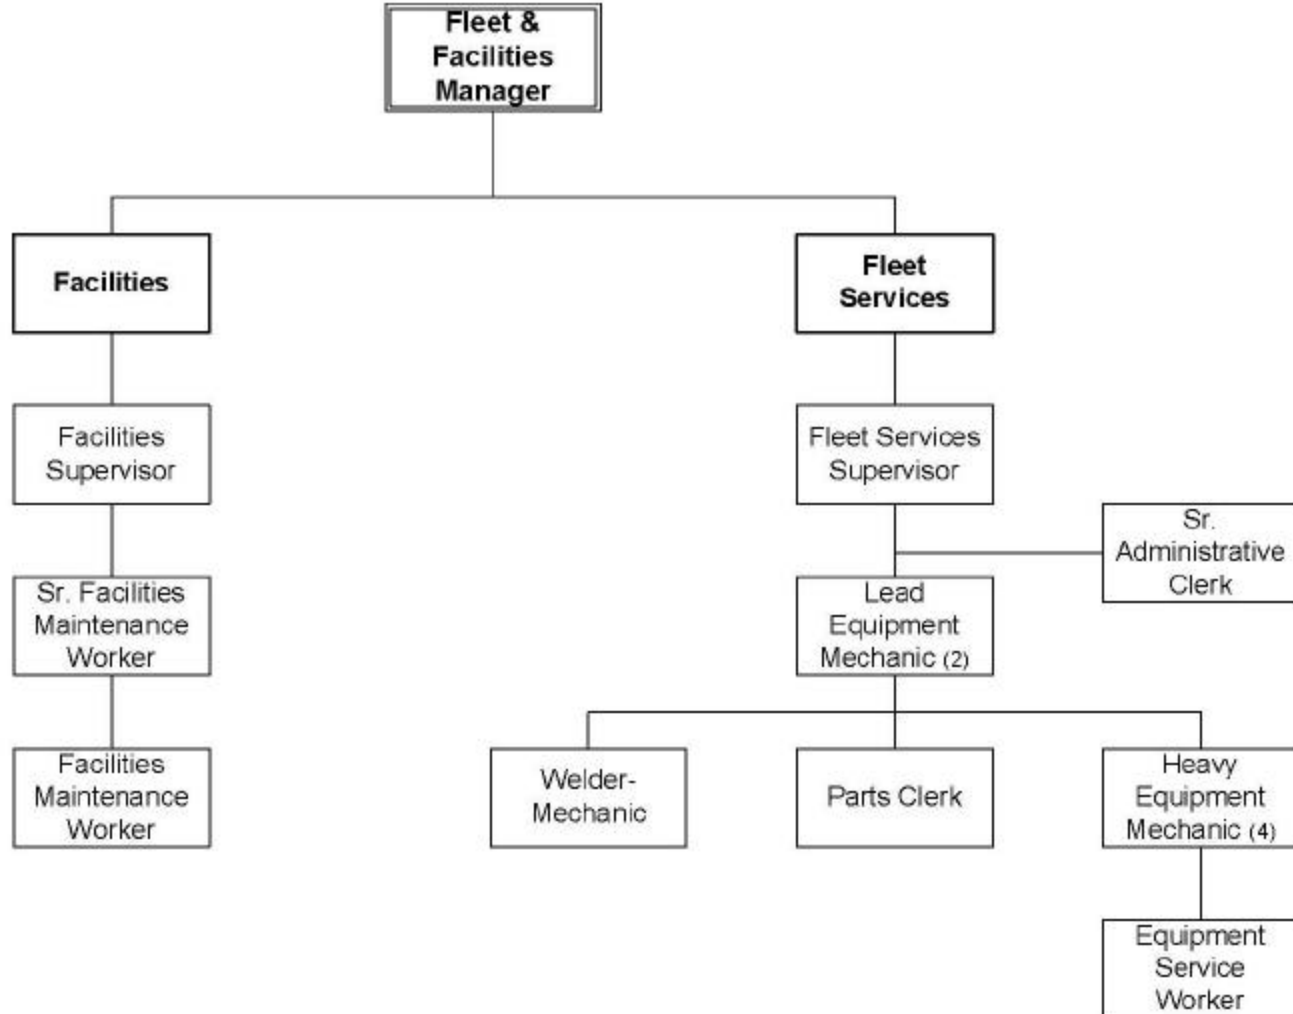 Fleet &
Facilities
Manager
Facilities
Fleet
Services
Facilities
Supervisor
Fleet Services
Supervisor
Sr.
Administrative
Clerk
Sr. Facilities
Maintenance
Worker
Lead
Equipment
Mechanic (2)
Facilities
Maintenance
Worker
Welder-
Mechanic
Parts Clerk
Heavy
Equipment
Mechanic (4)
Equipment
Service
Worker